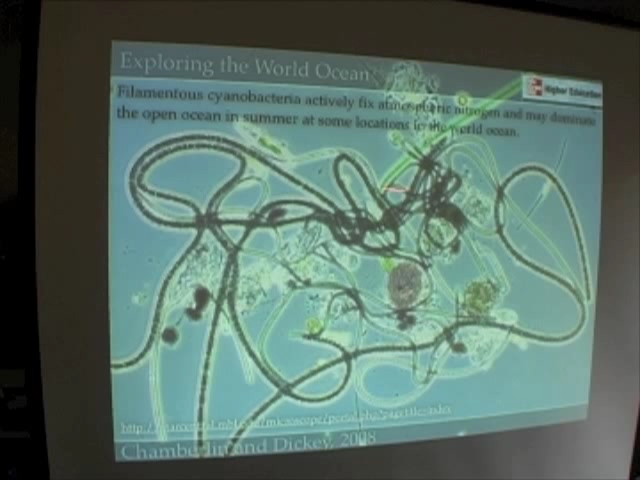 Exploring the World Ocean
Higher Education
Filamentous cyanobacteria actively fix atmospheric nitrogen and may dominate
the open ocean in summer at some locations in the world ocean.
Chamberlin and Dickey, 2008